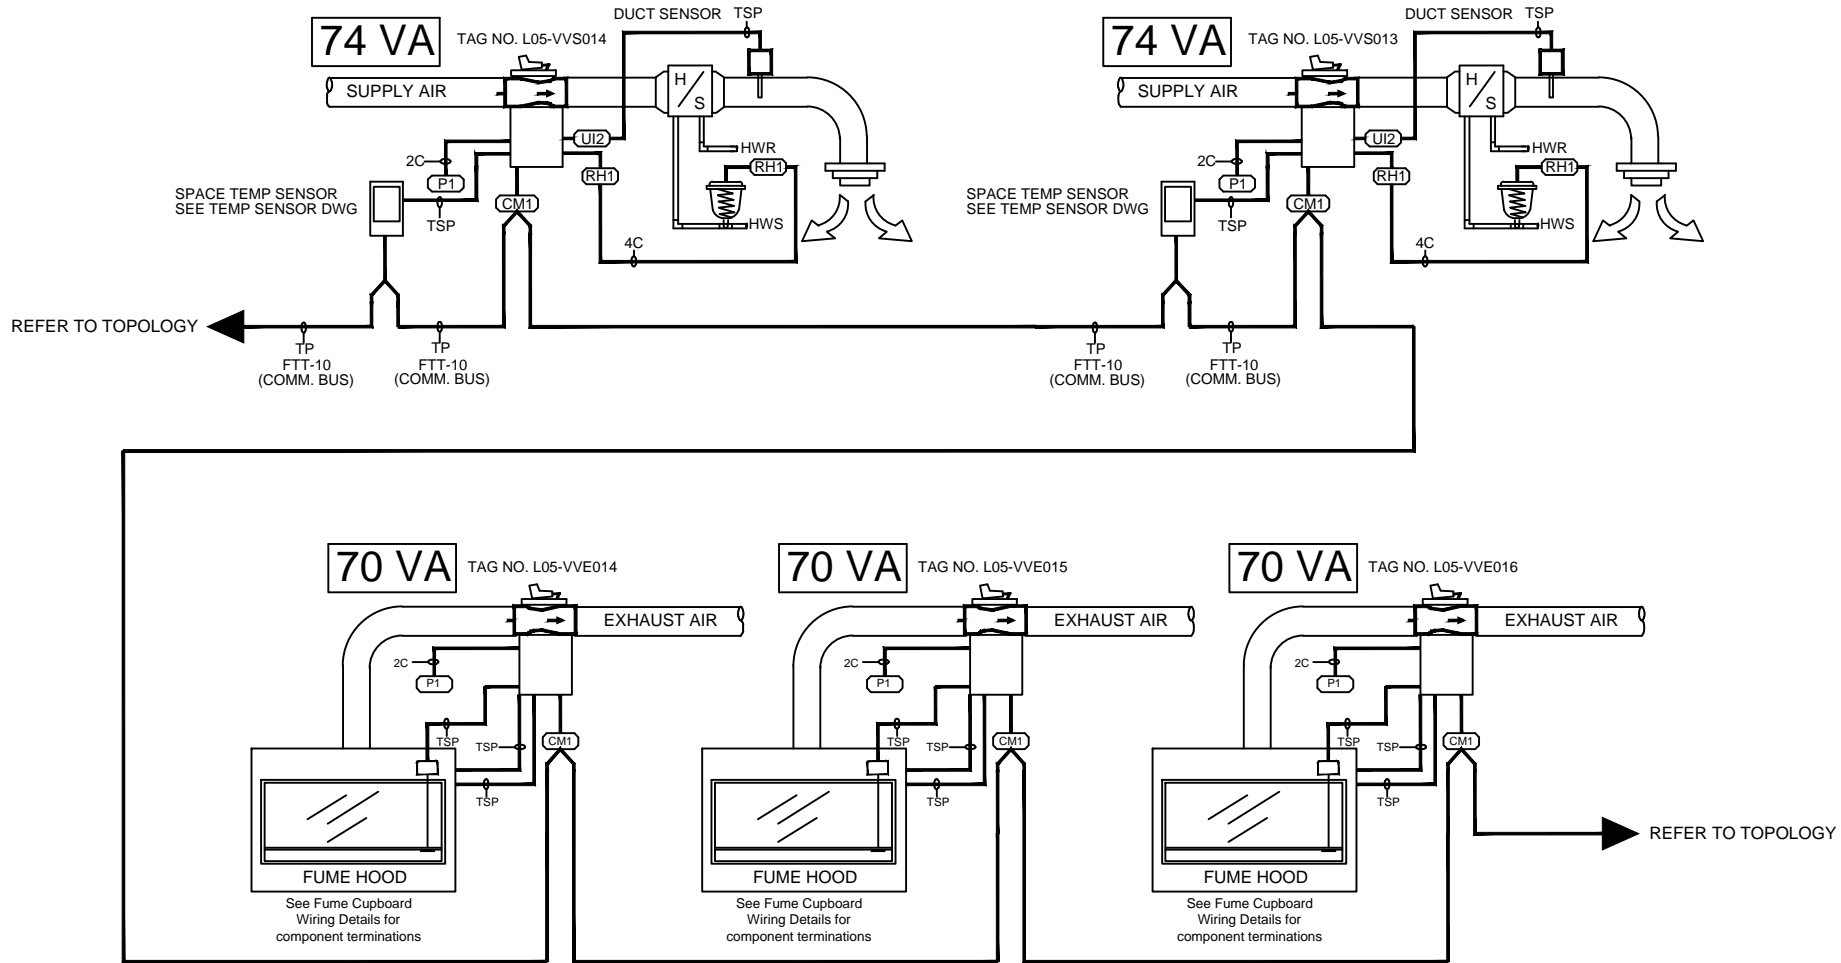 DUCT SENSOR TSP
74 VA
TAG NO. L05-VVS014
SUPPLY AIR
H/S
UI2
2C
P1
HWR
RH1
RH1
SPACE TEMP SENSOR
SEE TEMP SENSOR DWG
TSP
CM1
HWS
4C
DUCT SENSOR TSP
74 VA
TAG NO. L05-VVS013
SUPPLY AIR
H/S
UI2
2C
P1
HWR
RH1
RH1
SPACE TEMP SENSOR
SEE TEMP SENSOR DWG
TSP
CM1
HWS
4C
REFER TO TOPOLOGY
TP
FTT-10
(COMM. BUS)
TP
FTT-10
(COMM. BUS)
TP
FTT-10
(COMM. BUS)
TP
FTT-10
(COMM. BUS)
70 VA
TAG NO. L05-VVE014
EXHAUST AIR
2C
P1
TSP
TSP
CM1
TSP
FUME HOOD
See Fume Cupboard
Wiring Details for
component terminations
70 VA
TAG NO. L05-VVE015
EXHAUST AIR
2C
P1
TSP
TSP
CM1
TSP
FUME HOOD
See Fume Cupboard
Wiring Details for
component terminations
70 VA
TAG NO. L05-VVE016
EXHAUST AIR
2C
P1
TSP
TSP
CM1
TSP
FUME HOOD
See Fume Cupboard
Wiring Details for
component terminations
REFER TO TOPOLOGY